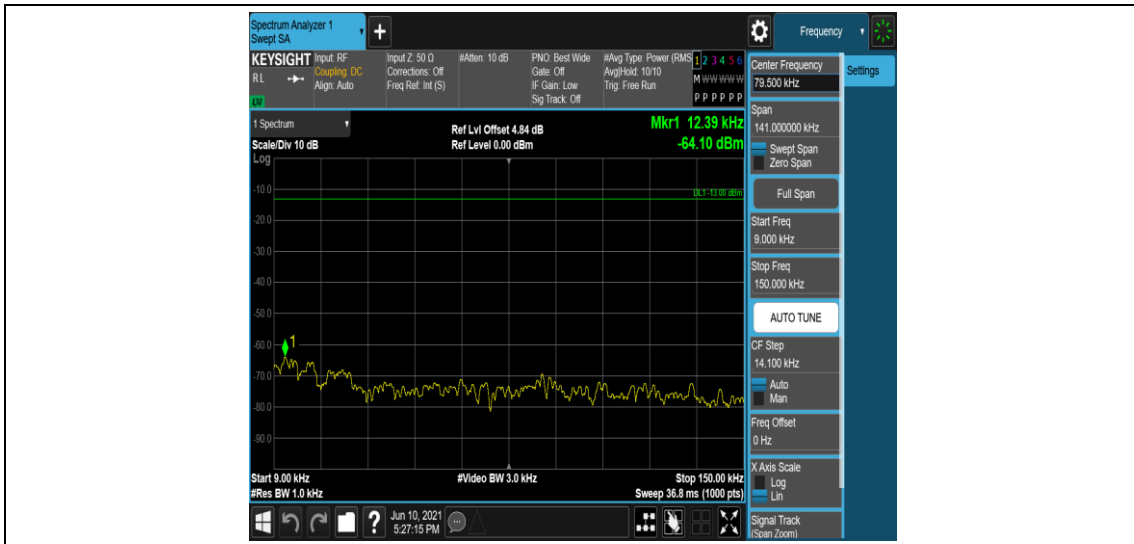 Spectrum Analyzer 1
Swept SA
+
Frequency
KEYSIGHT
RL
LXI
Input: RF
Coupling: DC
Align: Auto
Input Z: 50 Ω
Corrections: Off
Freq Ref: Int (S)
#Atten: 10 dB
PNO: Best Wide
Gate: Off
IF Gain: Low
Sig Track: Off
#Avg Type: Power (RMS
Avg|Hold: 10/10
Trig: Free Run
1 2 3 4 5 6
M W W W W W
P P P P P P
1 Spectrum
Scale/Div 10 dB
Log
Ref Lvl Offset 4.84 dB
Ref Level 0.00 dBm
Mkr1 12.39 kHz
-64.10 dBm
DL1 -13.00 dBm
-10.0
-20.0
-30.0
-40.0
-50.0
-60.0
-70.0
-80.0
-90.0
1
Start 9.00 kHz
#Res BW 1.0 kHz
#Video BW 3.0 kHz
Stop 150.00 kHz
Sweep 36.8 ms (1000 pts)
Center Frequency
79.500 kHz
Settings
Span
141.000000 kHz
Swept Span
Zero Span
Full Span
Start Freq
9.000 kHz
Stop Freq
150.000 kHz
AUTO TUNE
CF Step
14.100 kHz
Auto
Man
Freq Offset
0 Hz
X Axis Scale
Log
Lin
Signal Track
(Span Zoom)
?
Jun 10, 2021
5:27:15 PM